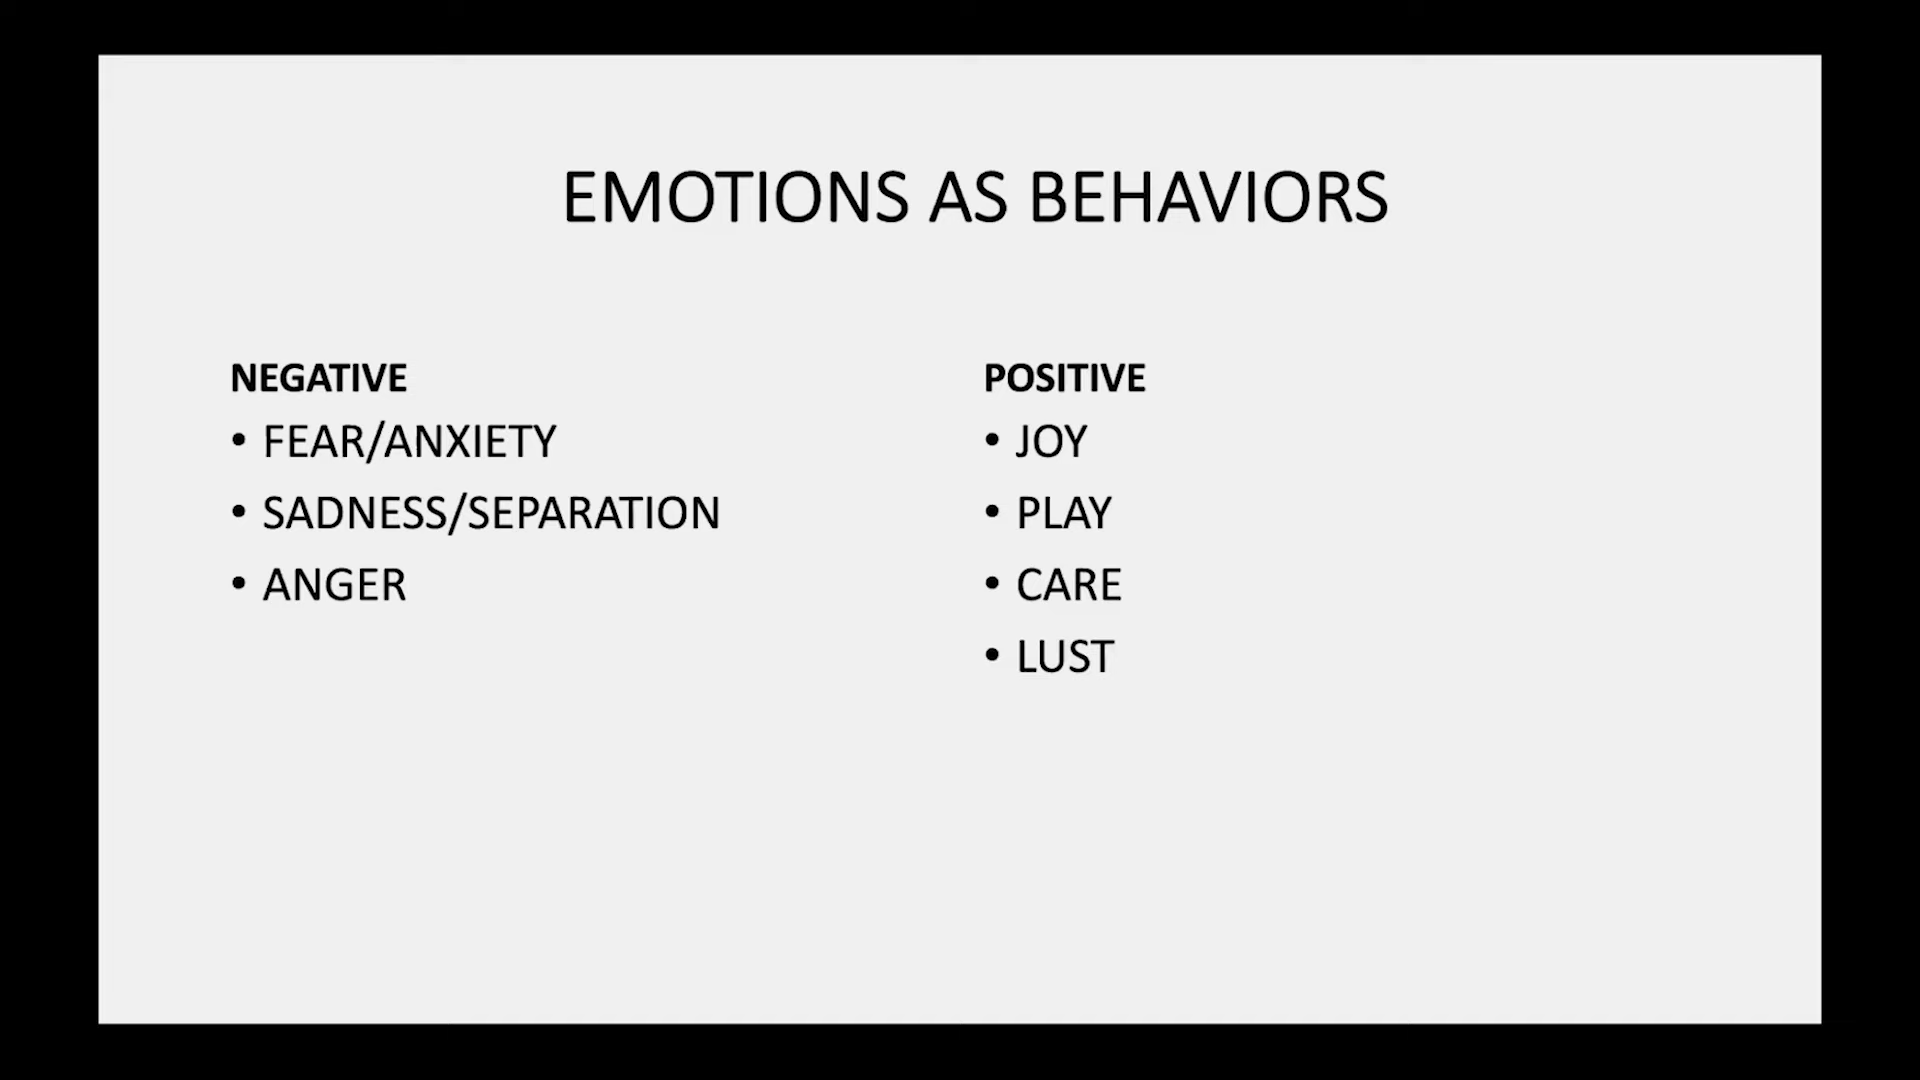 EMOTIONS AS BEHAVIORS
NEGATIVE
• FEAR/ANXIETY
• SADNESS/SEPARATION
• ANGER
POSITIVE
• JOY
• PLAY
• CARE
• LUST